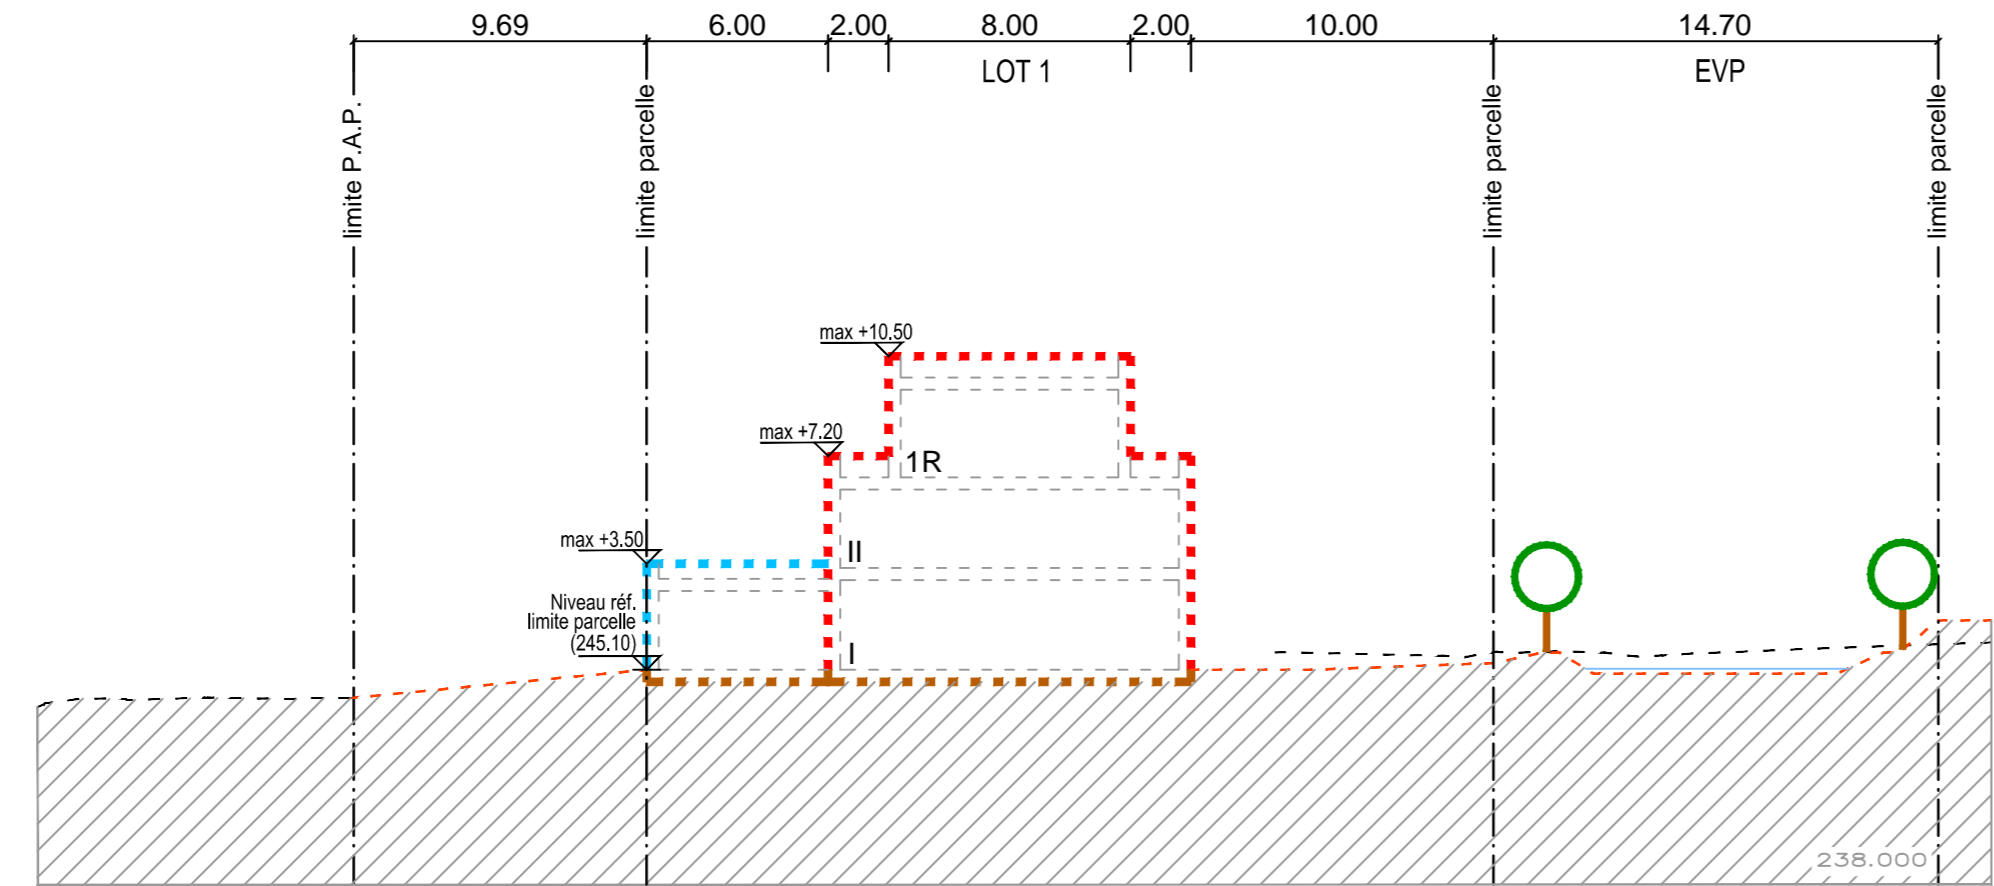 9.69 6.00 2.00 8.00 2.00 10.00 14.70
LOT 1 EVP
limite P.A.P.
limite parcelle
limite parcelle
limite parcelle
max +10.50
max +7.20
1R
max +3.50
II
Niveau réf.
limite parcelle
(245.10)
I
238.000